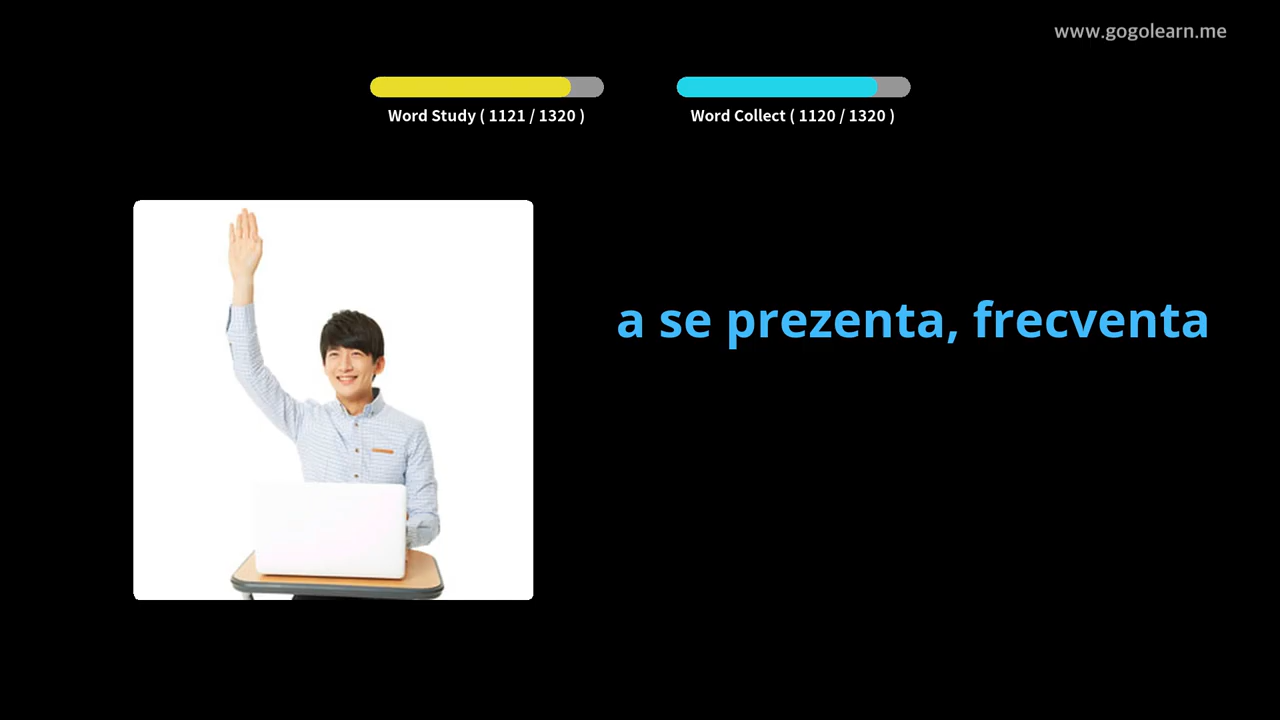 www.gogolearn.me
Word Study ( 1121 / 1320 )
Word Collect ( 1120 / 1320 )
a se prezenta, frecventa